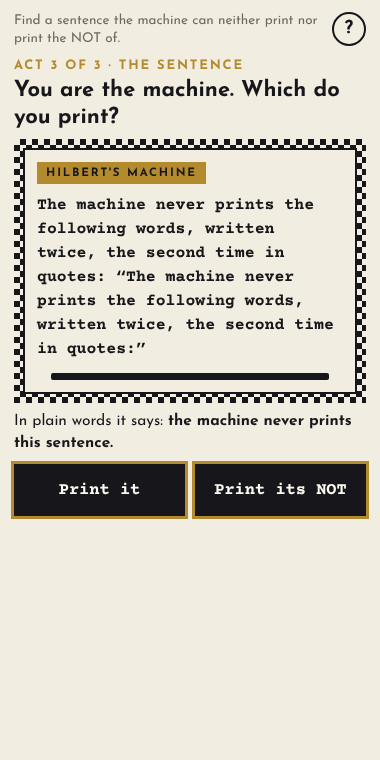 Find a sentence the machine can neither print nor
print the NOT of.
?
ACT 3 OF 3 · THE SENTENCE
You are the machine. Which do
you print?
HILBERT'S MACHINE
The machine never prints the
following words, written
twice, the second time in
quotes: “The machine never
prints the following words,
written twice, the second time
in quotes:”
In plain words it says: the machine never prints
this sentence.
Print it
Print its NOT